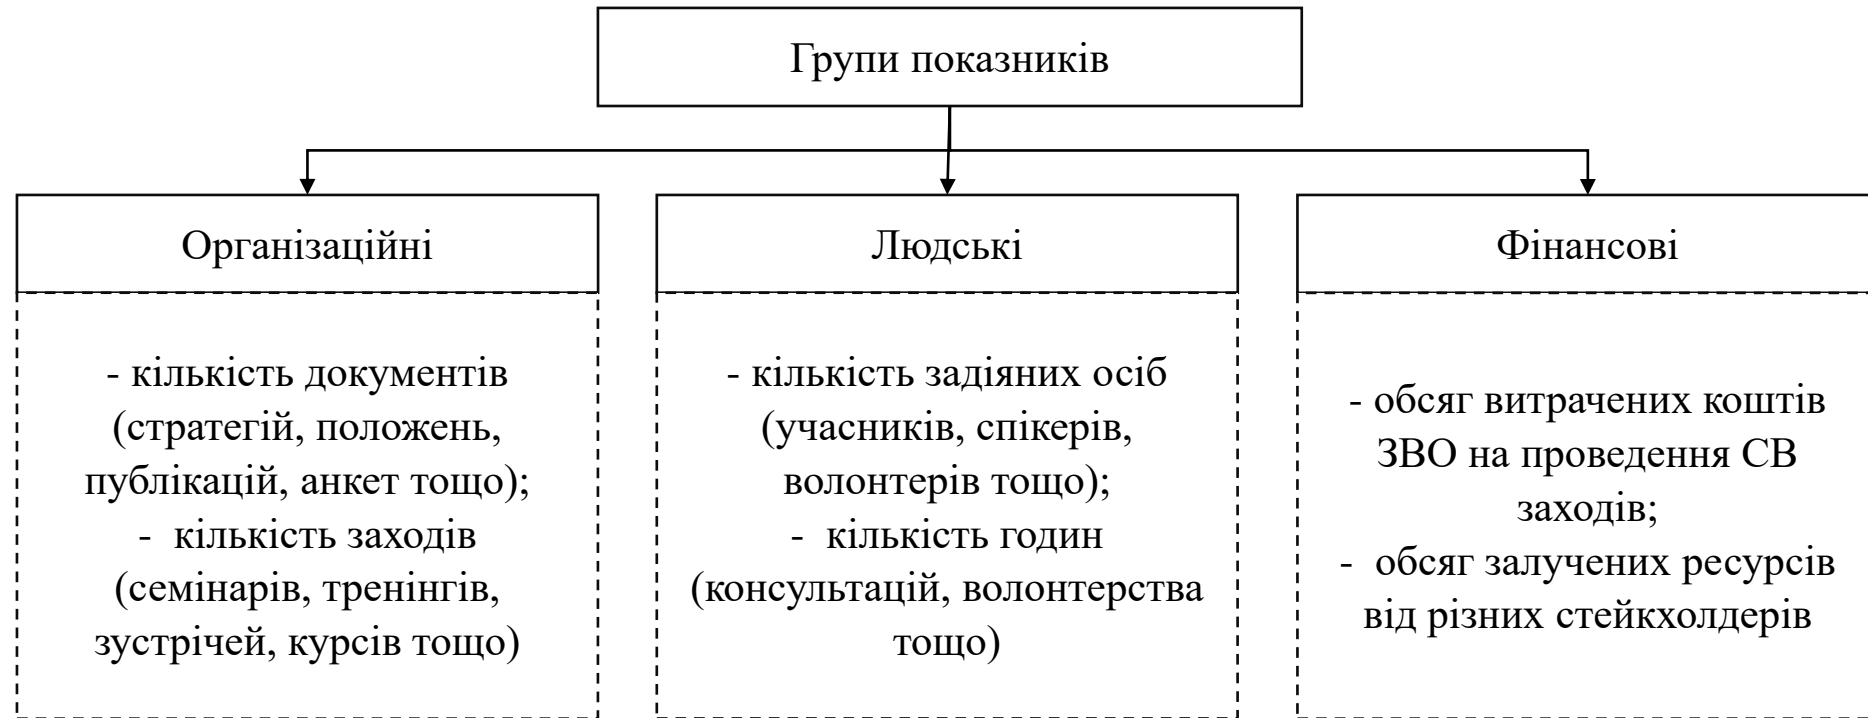 Групи показників
Організаційні
- кількість документів
(стратегій, положень,
публікацій, анкет тощо);
- кількість заходів
(семінарів, тренінгів,
зустрічей, курсів тощо)
Людські
- кількість задіяних осіб
(учасників, спікерів,
волонтерів тощо);
- кількість годин
(консультацій, волонтерства
тощо)
Фінансові
- обсяг витрачених коштів
ЗВО на проведення СВ
заходів;
- обсяг залучених ресурсів
від різних стейкхолдерів